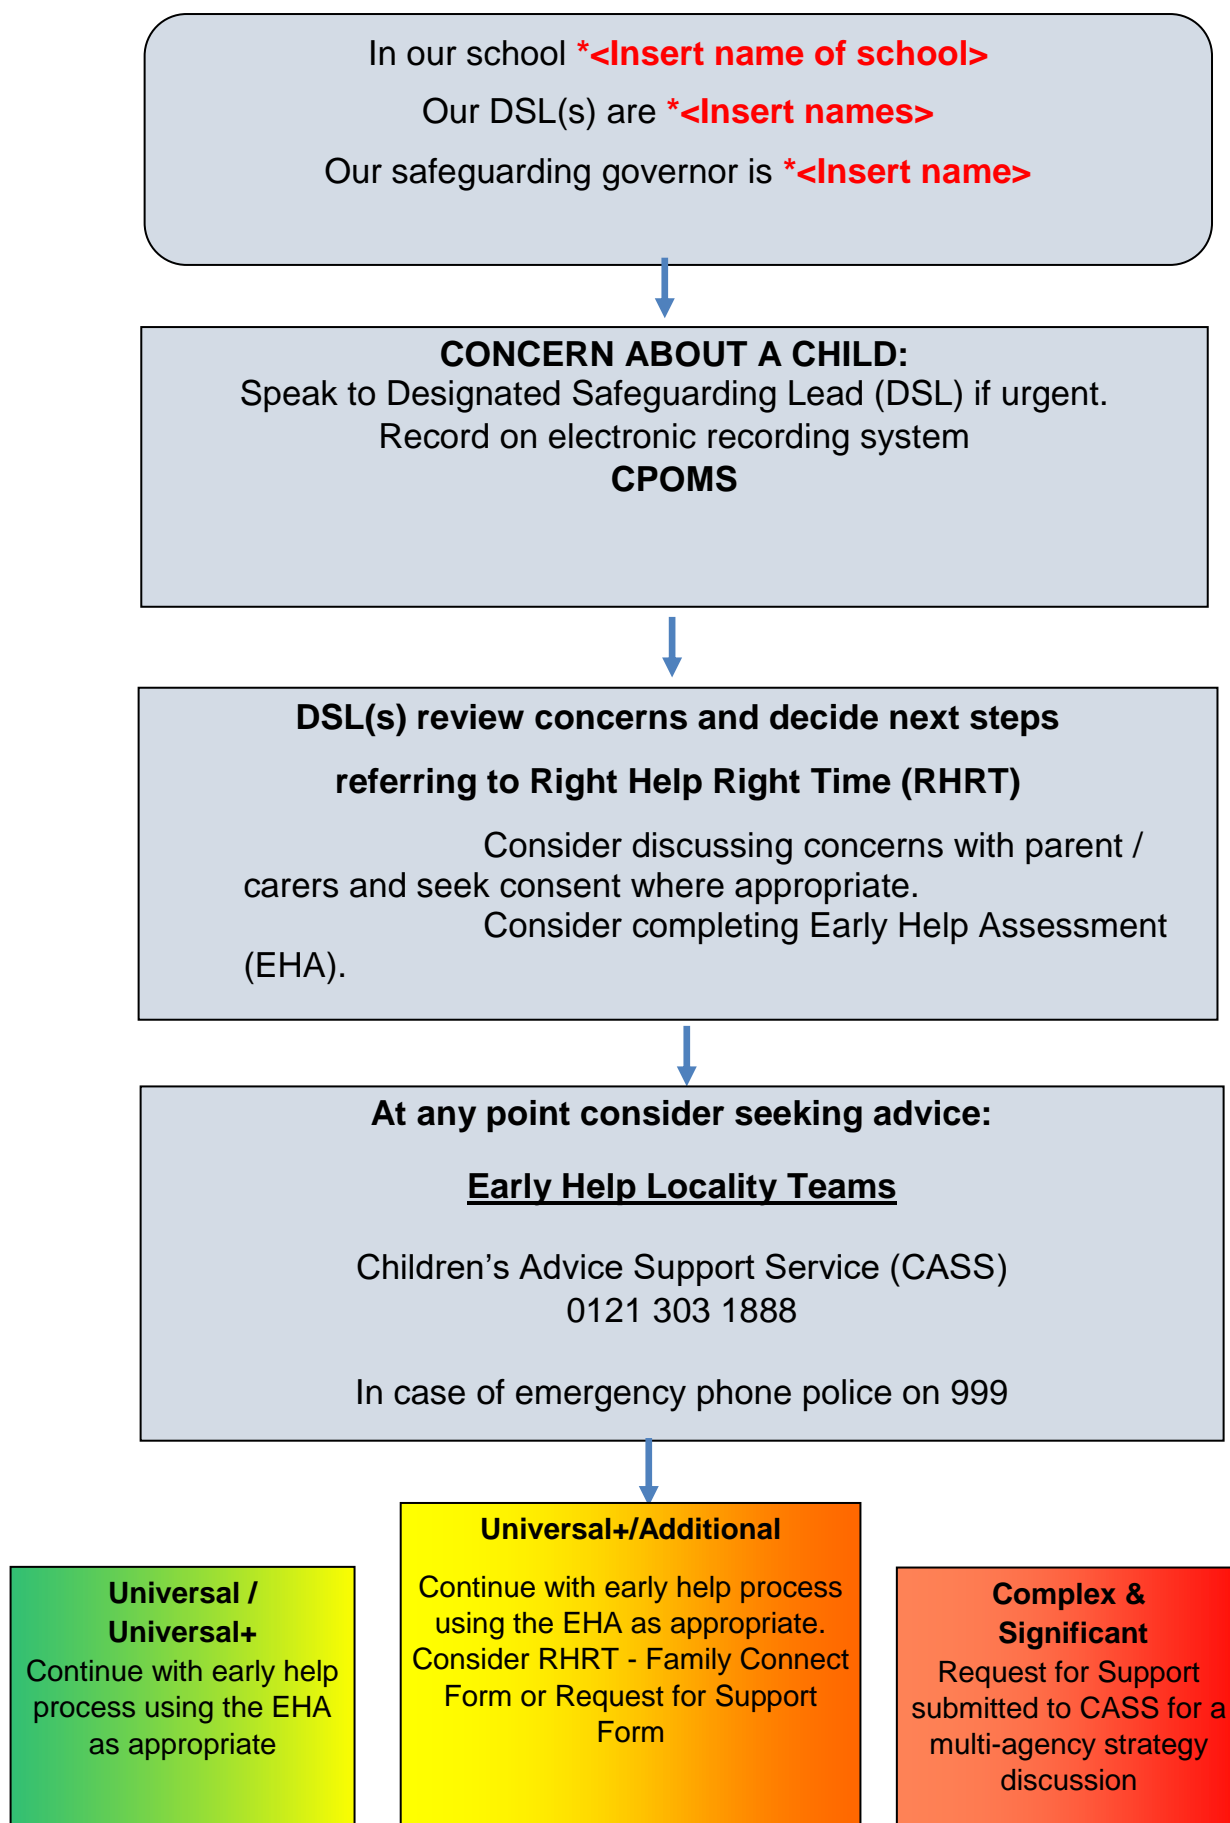 In our school *<Insert name of school>
Our DSL(s) are *<Insert names>
Our safeguarding governor is *<Insert name>
CONCERN ABOUT A CHILD:
Speak to Designated Safeguarding Lead (DSL) if urgent.
Record on electronic recording system
CPOMS
DSL(s) review concerns and decide next steps
referring to Right Help Right Time (RHRT)
Consider discussing concerns with parent /
carers and seek consent where appropriate.
Consider completing Early Help Assessment
(EHA).
At any point consider seeking advice:
Early Help Locality Teams
Children’s Advice Support Service (CASS)
0121 303 1888
In case of emergency phone police on 999
Universal /
Universal+
Continue with early help
process using the EHA
as appropriate
Universal+/Additional
Continue with early help process
using the EHA as appropriate.
Consider RHRT - Family Connect
Form or Request for Support
Form
Complex &
Significant
Request for Support
submitted to CASS for a
multi-agency strategy
discussion